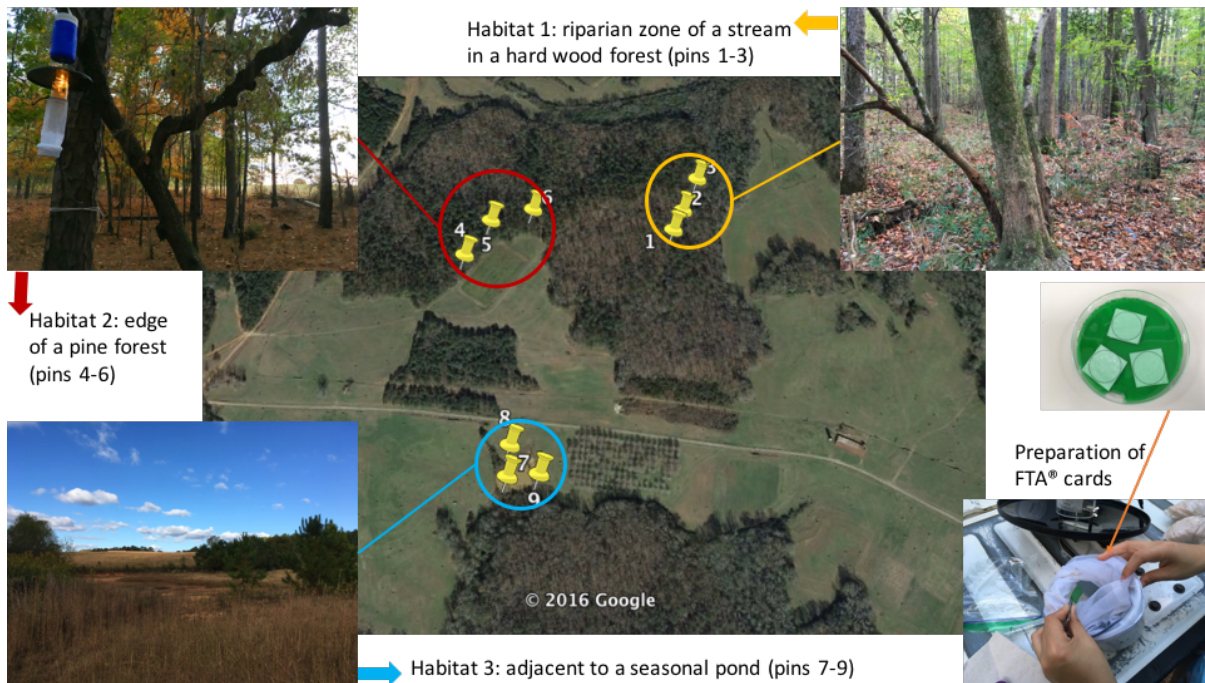 Habitat 1: riparian zone of a stream
in a hard wood forest (pins 1-3)
3
2
1
6
4
5
Habitat 2: edge
of a pine forest
(pins 4-6)
8
7
9
Preparation of
FTA® cards
© 2016 Google
Habitat 3: adjacent to a seasonal pond (pins 7-9)